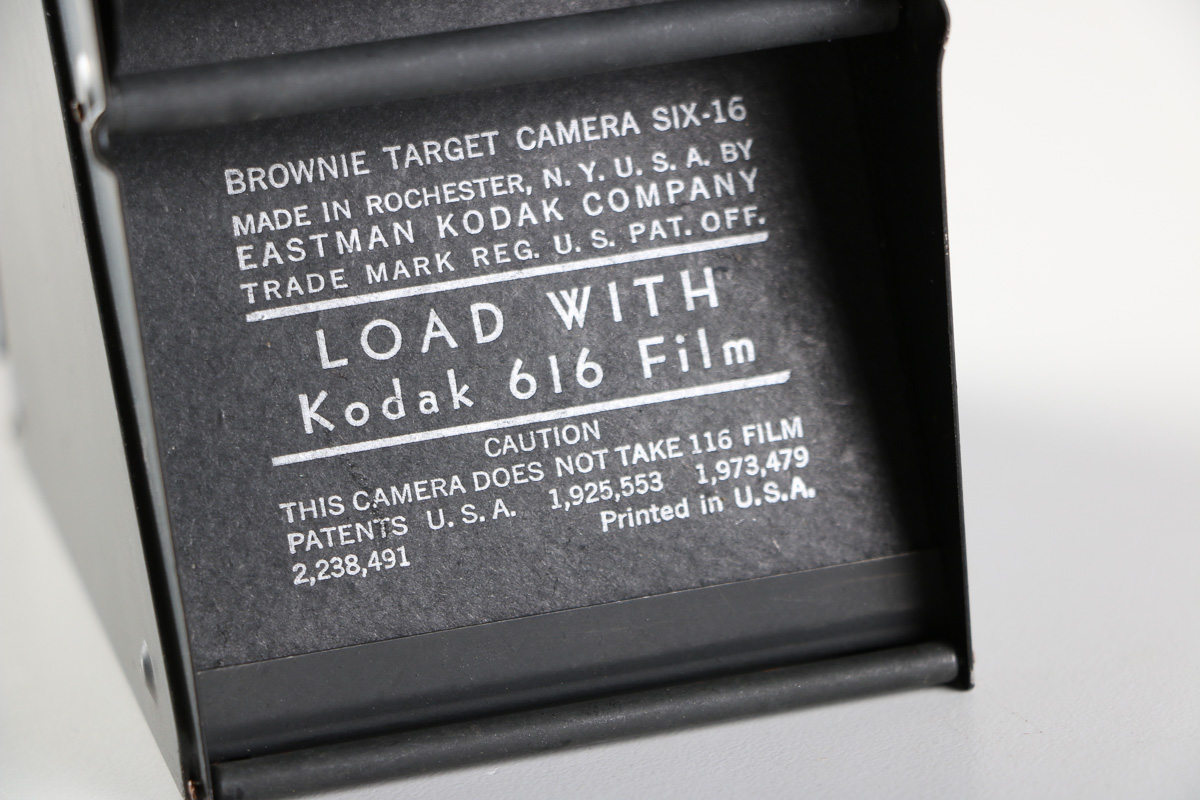 BROWNIE TARGET CAMERA SIX-16
MADE IN ROCHESTER, N. Y. U. S. A. BY
EASTMAN KODAK COMPANY
TRADE MARK REG. U. S. PAT. OFF.
LOAD WITH
Kodak 616 Film
CAUTION
THIS CAMERA DOES NOT TAKE 116 FILM
PATENTS U. S. A. 1,925,553 1,973,479
2,238,491 Printed in U.S.A.